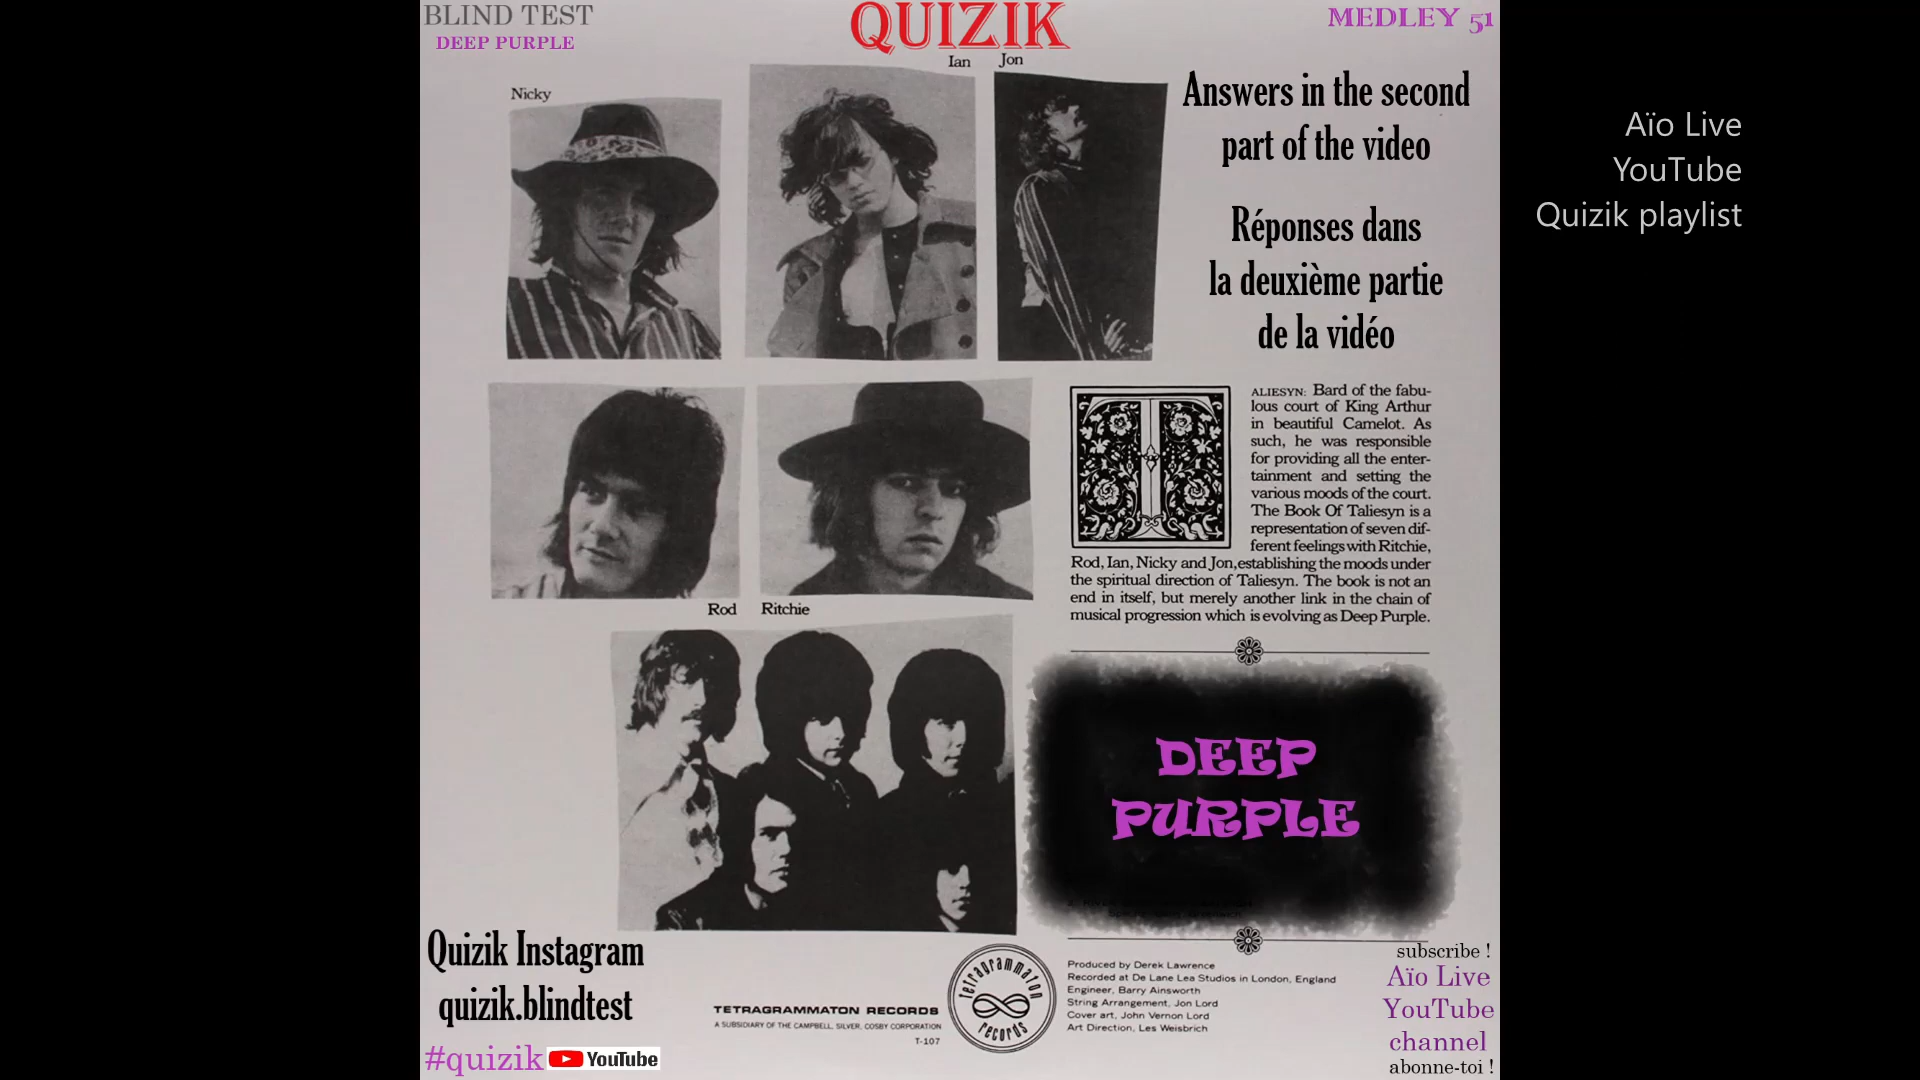 BLIND TEST
DEEP PURPLE
QUIZIK
MEDLEY 51
Aïo Live
YouTube
Quizik playlist
Nicky
Ian
Jon
Answers in the second
part of the video
Réponses dans
la deuxième partie
de la vidéo
Rod
Ritchie
T
ALIESYN: Bard of the fabu-
lous court of King Arthur
in beautiful Camelot. As
such, he was responsible
for providing all the enter-
tainment and setting the
various moods of the court.
The Book Of Taliesyn is a
representation of seven dif-
ferent feelings with Ritchie,
Rod, Ian, Nicky and Jon, establishing the moods under
the spiritual direction of Taliesyn. The book is not an
end in itself, but merely another link in the chain of
musical progression which is evolving as Deep Purple.
DEEP
PURPLE
Quizik Instagram
quizik.blindtest
#quizik YouTube
TETRAGRAMMATON RECORDS
A SUBSIDIARY OF THE CAMPBELL, SILVER, COSBY CORPORATION
T-107
tetragrammaton
records
Produced by Derek Lawrence
Recorded at De Lane Lea Studios in London, England
Engineer, Barry Ainsworth
String Arrangement, Jon Lord
Cover art, John Vernon Lord
Art Direction, Les Weisbrich
subscribe !
Aïo Live
YouTube
channel
abonne-toi !